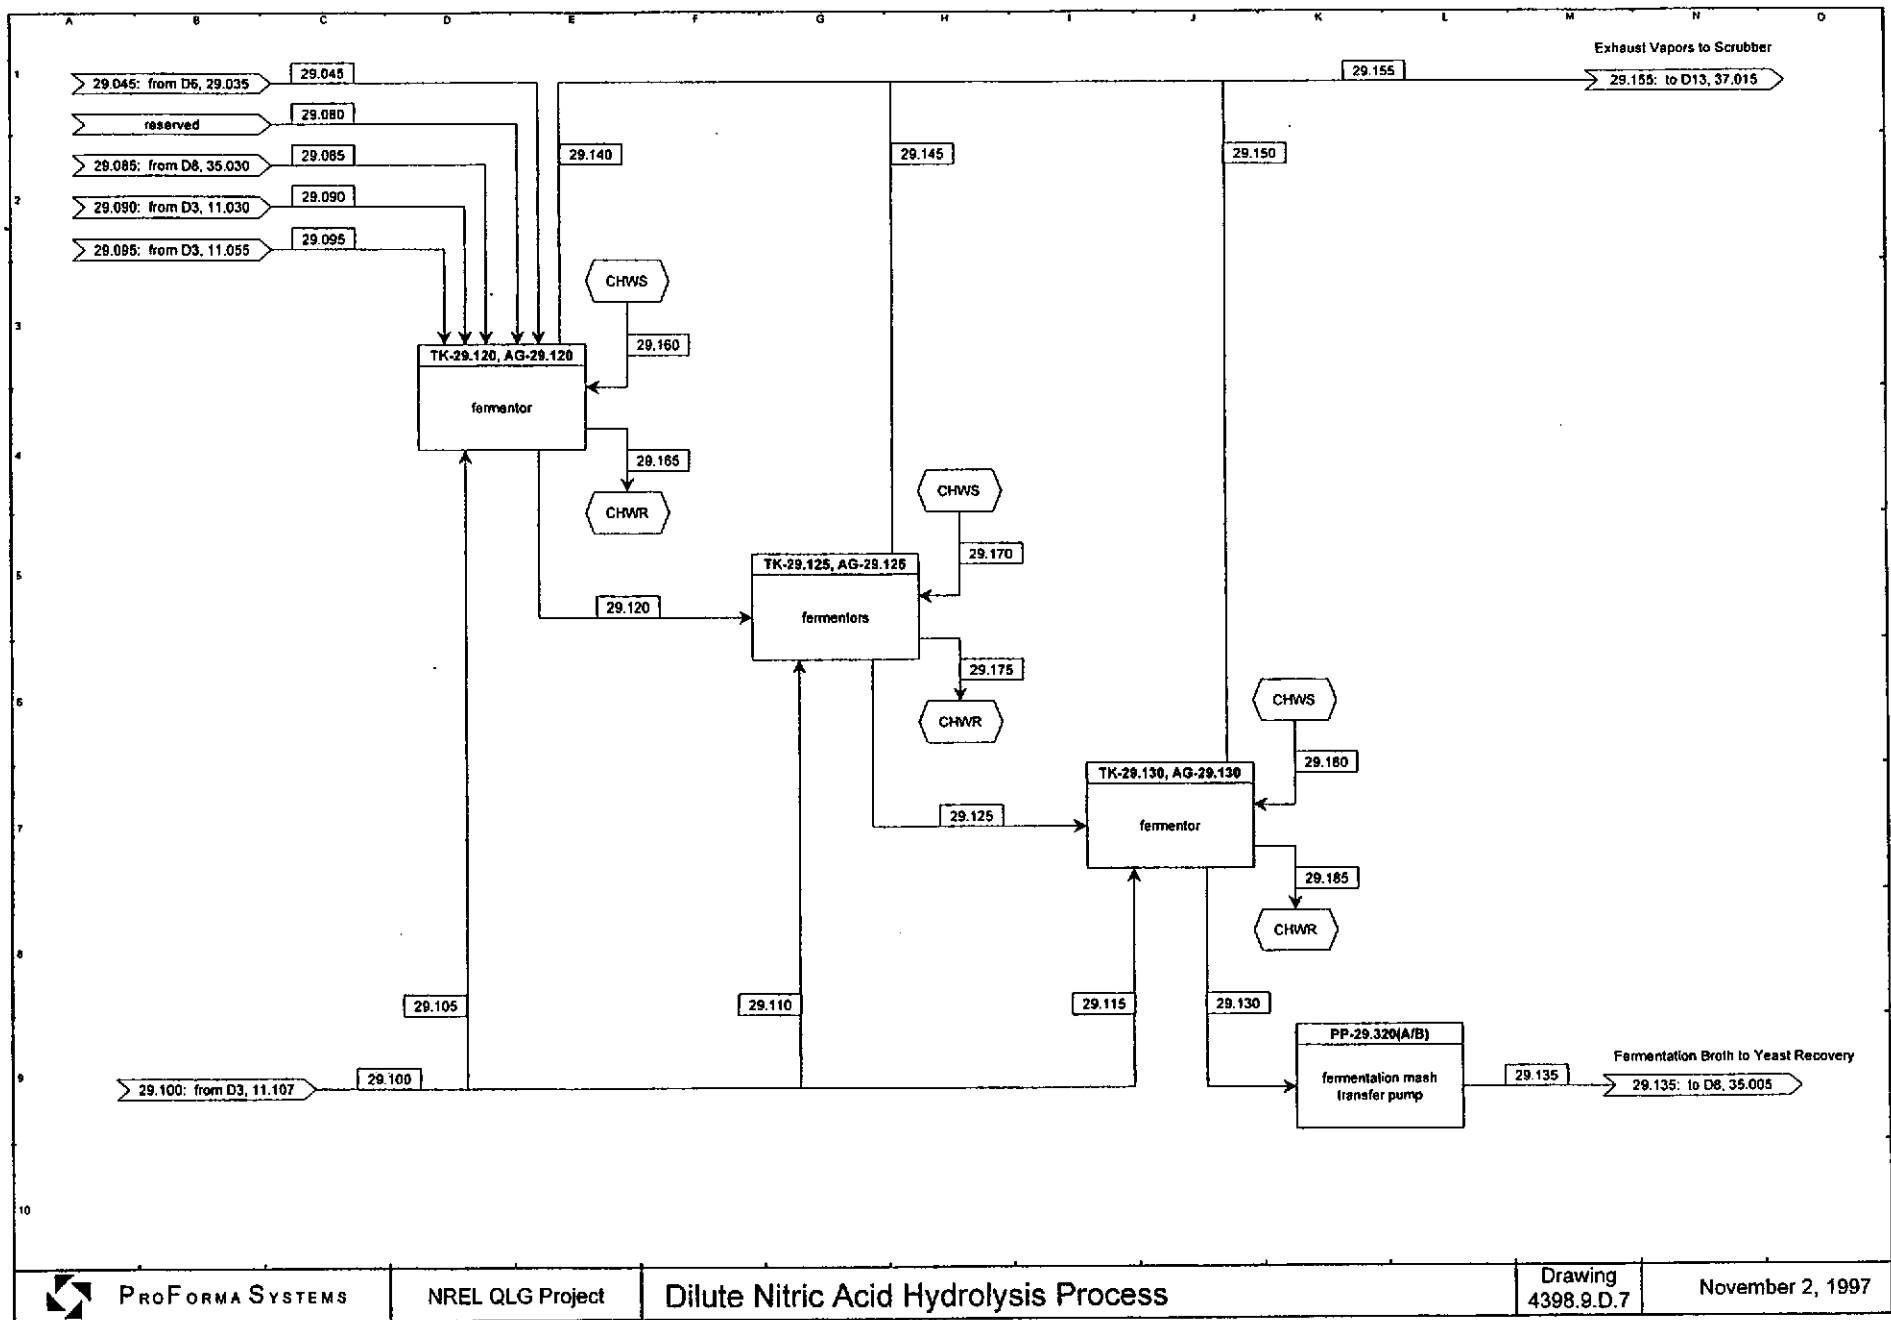 A B C D E F G H I J K L M N O
Exhaust Vapors to Scrubber
1
29.045: from D6, 29.035
29.045
29.155
29.155: to D13, 37.015
reserved
29.080
29.085: from D8, 35.030
29.085
29.140
29.145
29.150
2
29.090: from D3, 11.030
29.090
29.095: from D3, 11.055
29.095
CHWS
3
29.160
TK-29.120, AG-29.120
fermentor
4
29.165
CHWR
CHWS
29.170
5
TK-29.125, AG-29.125
29.120
fermentors
29.175
6
CHWR
CHWS
29.180
TK-29.130, AG-29.130
7
29.125
fermentor
29.185
CHWR
8
29.105
29.110
29.115
29.130
PP-29.320(A/B)
fermentation mash
transfer pump
9
29.100: from D3, 11.107
29.100
29.135
Fermentation Broth to Yeast Recovery
29.135: to D8, 35.005
10
PROFORMA SYSTEMS
NREL QLG Project
Dilute Nitric Acid Hydrolysis Process
Drawing
4398.9.D.7
November 2, 1997